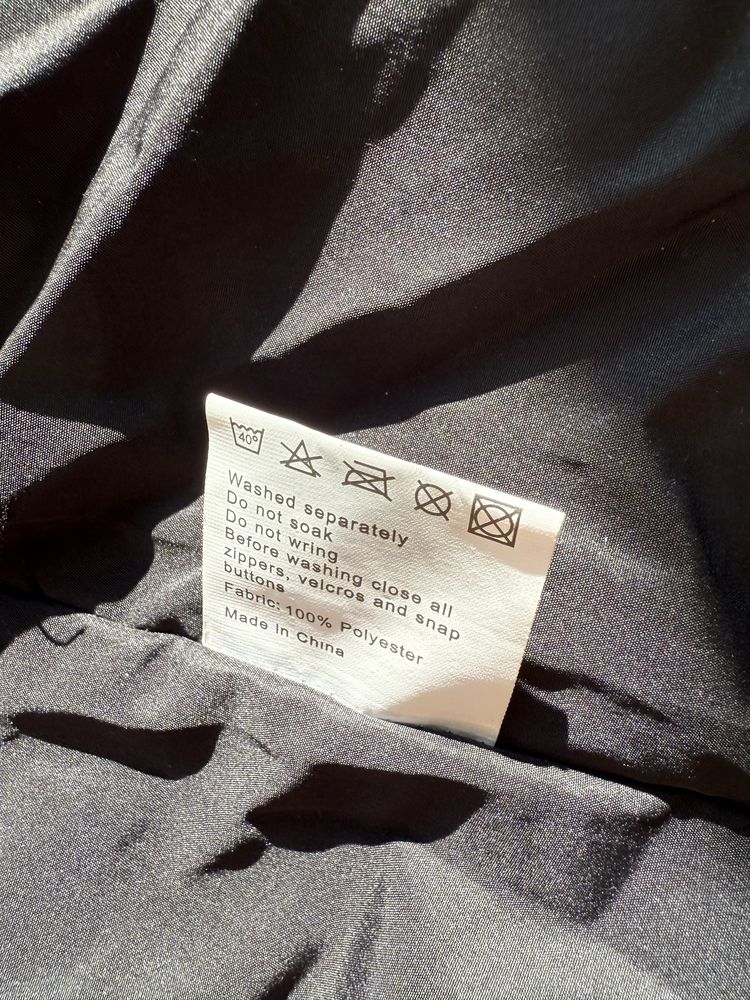 40°
Washed separately
Do not soak
Do not wring
Before washing close all
zippers, velcros and snap
buttons
Fabric: 100% Polyester
Made in China